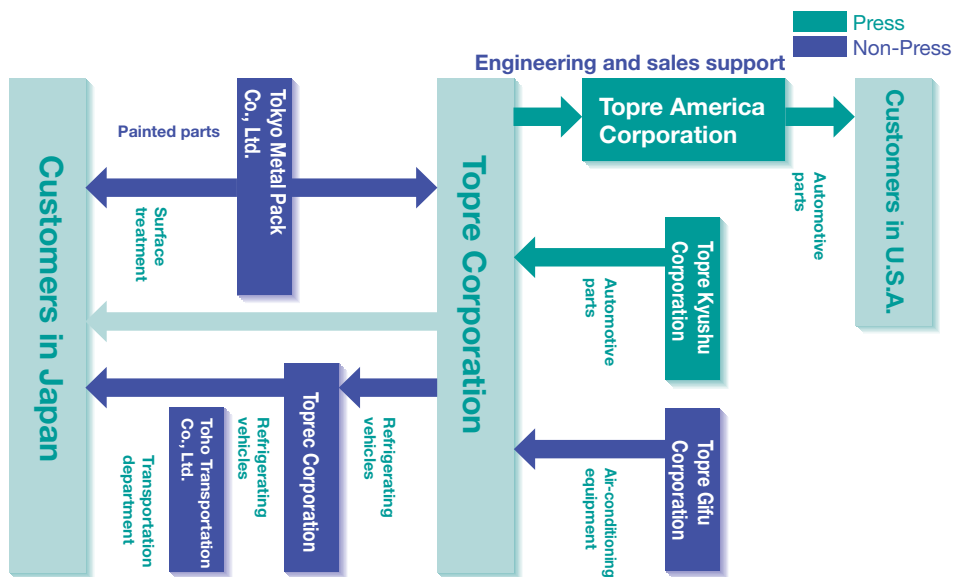 Press
Non-Press
Engineering and sales support
Topre America
Corporation
Customers in U.S.A.
Automotive
parts
Customers in Japan
Painted parts
Tokyo Metal Pack
Co., Ltd.
Surface
treatment
Topre Corporation
Topre Kyushu
Corporation
Automotive
parts
Toprec Corporation
Refrigerating
vehicles
Refrigerating
vehicles
Toho Transportation
Co., Ltd.
Transportation
department
Topre Gifu
Corporation
Air-conditioning
equipment